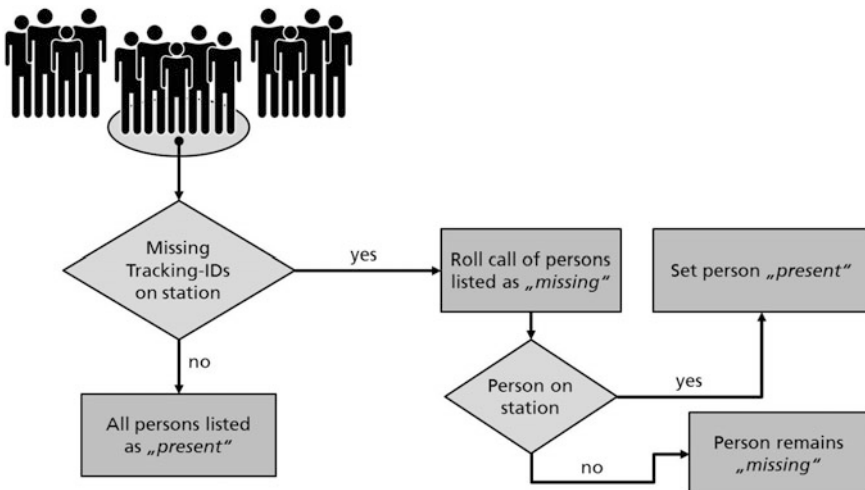 Missing
Tracking-IDs
on station
yes
Roll call of persons
listed as „missing“
Set person „present“
no
Person on
station
yes
All persons listed
as „present“
no
Person remains
„missing“